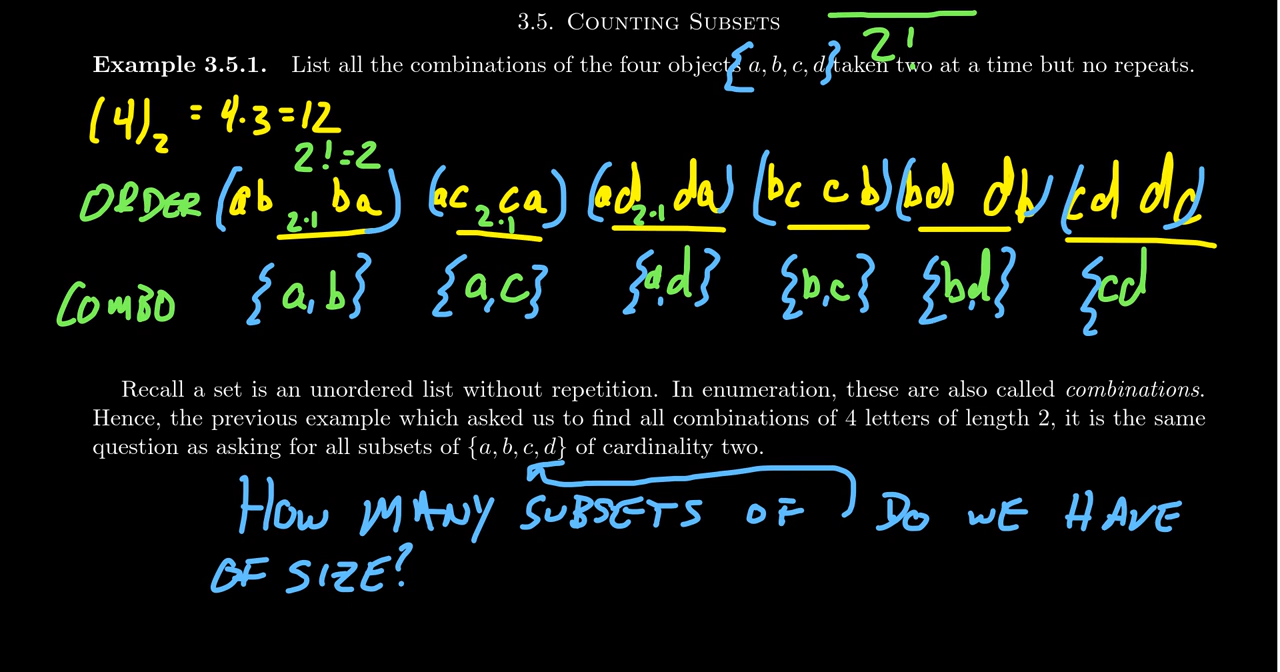 3.5. COUNTING SUBSETS
2!
Example 3.5.1. List all the combinations of the four objects {a, b, c, d} taken two at a time but no repeats.
(4)₂ = 4·3 = 12
2! = 2
ORDER (ab ba) (ac ca) (ad da) (bc cb) (bd db) (cd dd)
2·1 2·1 2·1
COMBO {a, b} {a, c} {a, d} {b, c} {b, d} {cd
Recall a set is an unordered list without repetition. In enumeration, these are also called combinations.
Hence, the previous example which asked us to find all combinations of 4 letters of length 2, it is the same
question as asking for all subsets of {a, b, c, d} of cardinality two.
HOW MANY SUBSETS OF DO WE HAVE
OF SIZE?